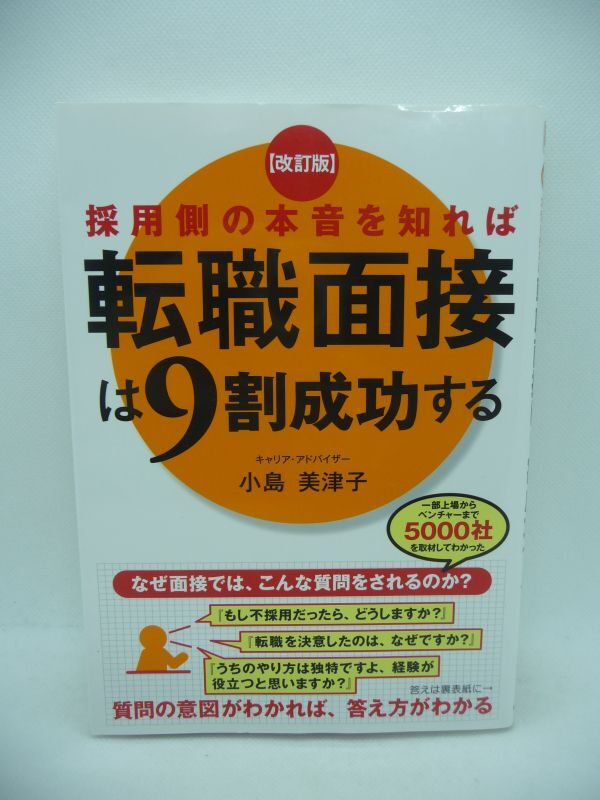 【改訂版】
採用側の本音を知れば
転職面接
は9割成功する
キャリア・アドバイザー
小島 美津子
一部上場から
ベンチャーまで
5000社
を取材してわかった
なぜ面接では、こんな質問をされるのか?
『もし不採用だったら、どうしますか?』
『転職を決意したのは、なぜですか?』
『うちのやり方は独特ですよ、経験が
役立つと思いますか?』
答えは裏表紙に→
質問の意図がわかれば、答え方がわかる